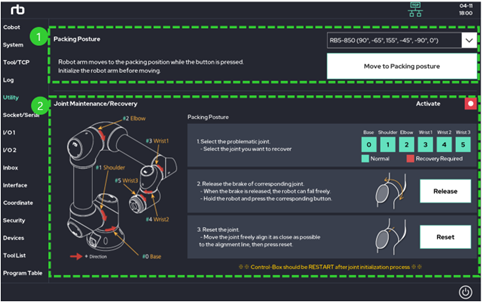 rb
04-11
18:00
Cobot
System
Tool/TCP
Log
Utility
Socket/Serial
I/O 1
I/O 2
Inbox
Interface
Coordinate
Security
Devices
Tool List
Program Table
1
Packing Posture
RB5-850 (90°, -65°, 155°, -45°, -90°, 0°)
Robot arm moves to the packing position while the button is pressed.
Initialize the robot arm before moving.
Move to Packing posture
2
Joint Maintenance/Recovery
Activate
#2 Elbow
#3 Wrist1
#1 Shoulder
#5 Wrist3
#4 Wrist2
#0 Base
* Direction
Packing Posture
1.Select the problematic joint.
- Select the joint you want to recover
Base Shoulder Elbow Wrist 1 Wrist 2 Wrist 3
0 1 2 3 4 5
Normal Recovery Required
2. Release the brake of corresponding joint.
- When the brake is released, the robot can fall freely.
- Hold the robot and press the corresponding button.
Release
3. Reset the joint
- Move the joint freely align it as close as possible
to the alignment line, then press reset.
Reset
※※ Control-Box should be RESTART after joint initialization process ※※